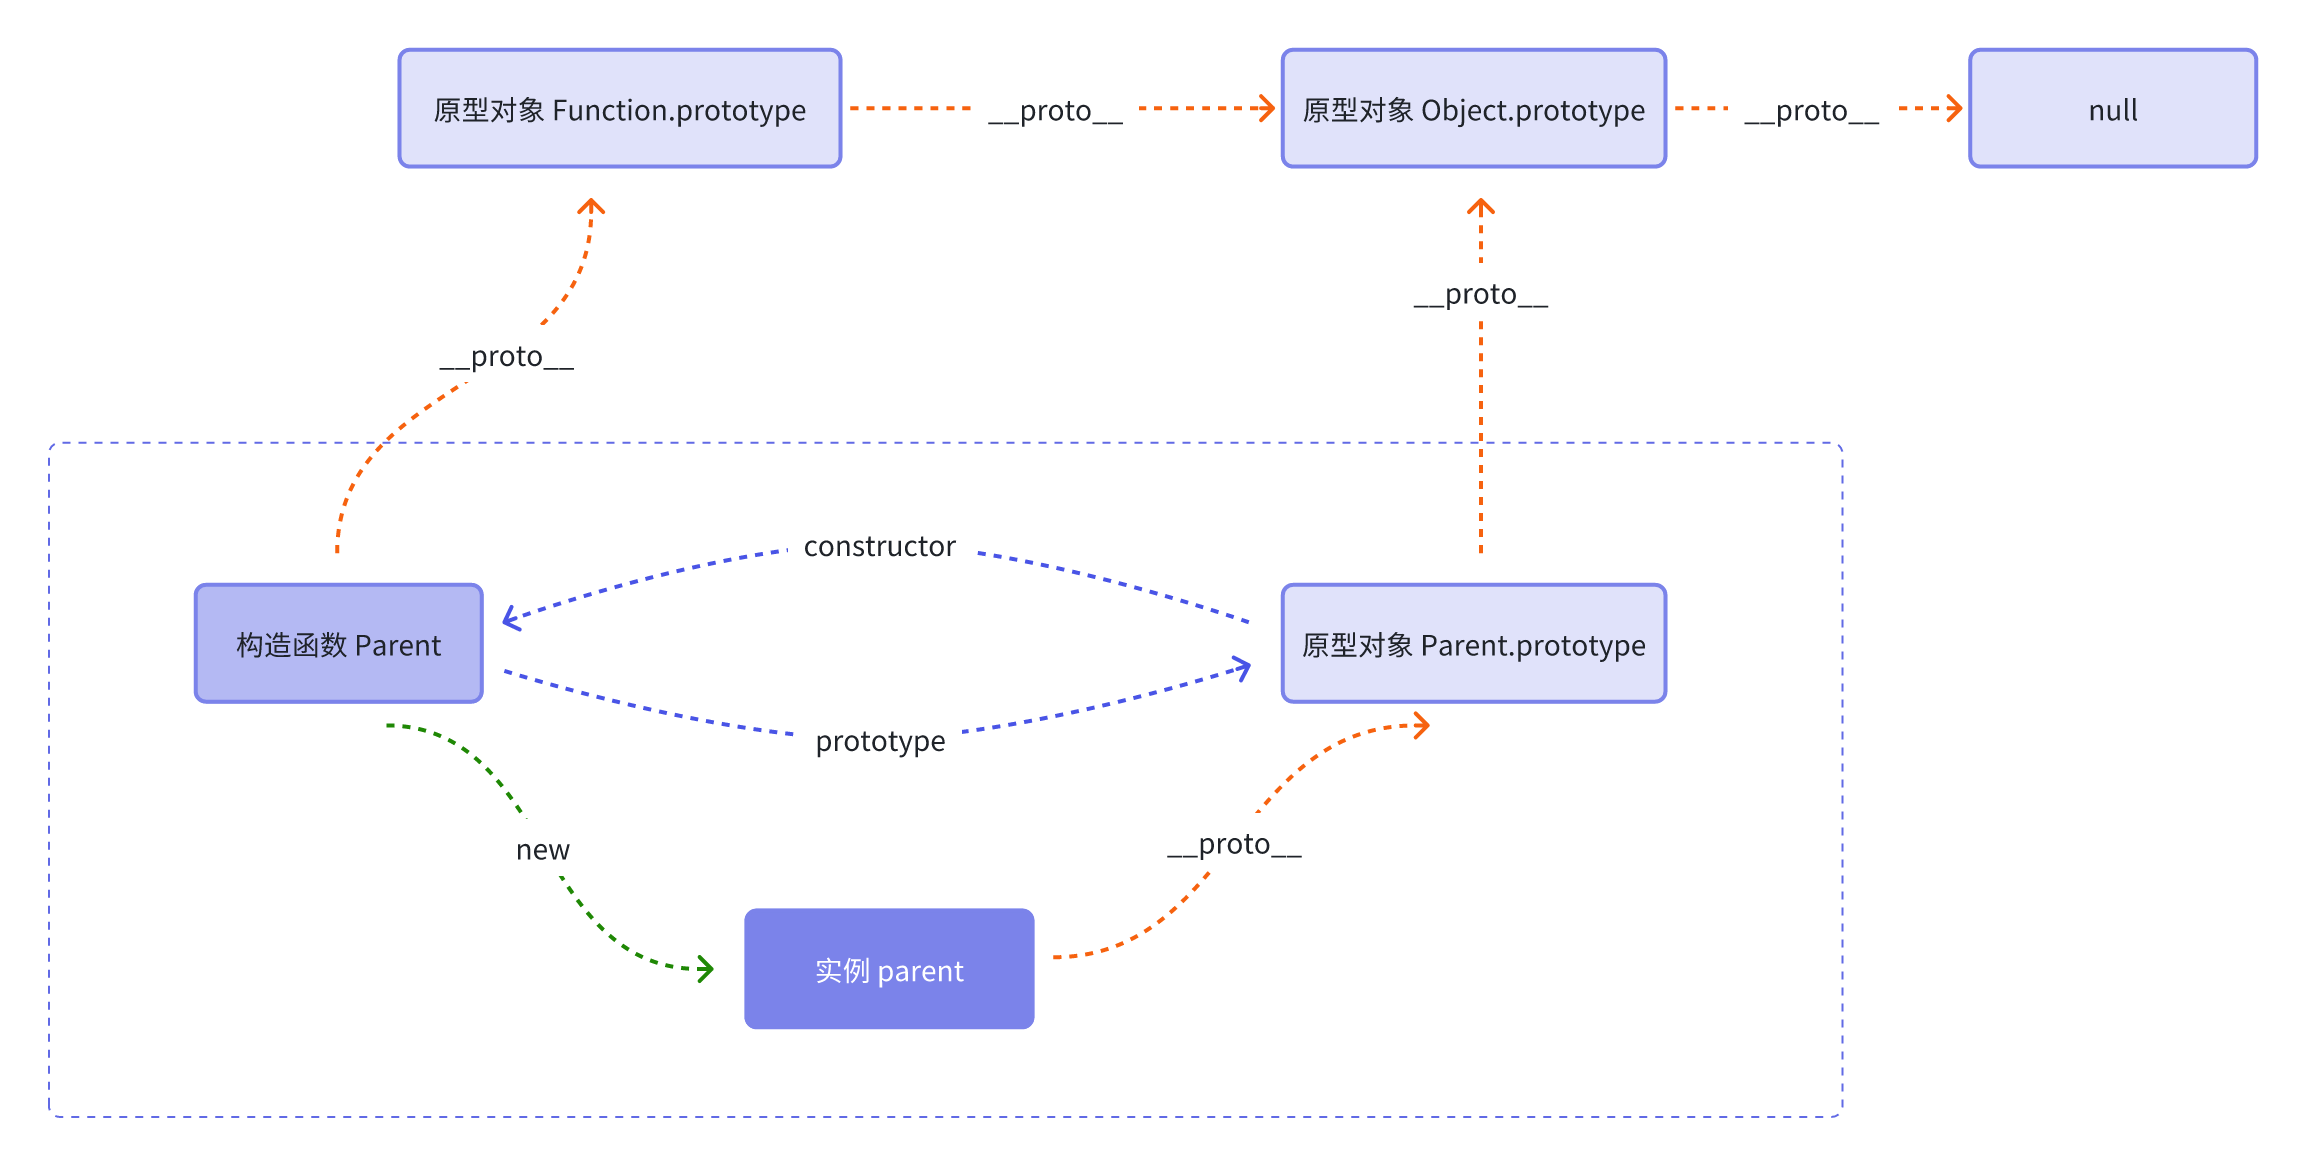 原型对象 Function.prototype
__proto__
原型对象 Object.prototype
__proto__
null
__proto__
__proto__
constructor
构造函数 Parent
原型对象 Parent.prototype
prototype
new
__proto__
实例 parent